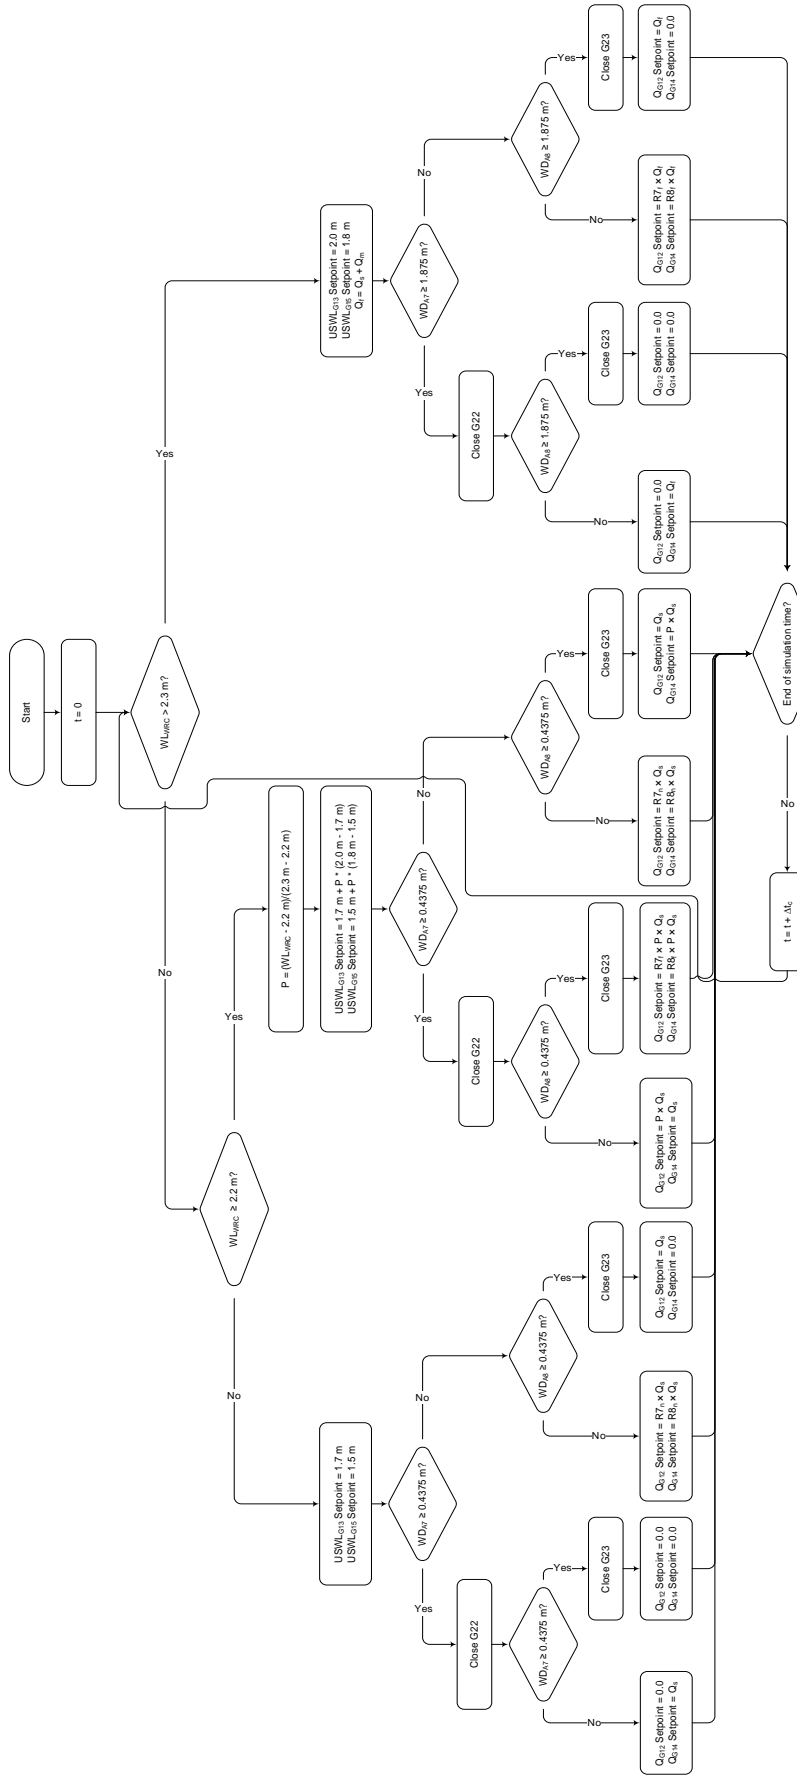 Start
t = 0
WL_WRC > 2.3 m?
No
Yes
WL_WRC ≥ 2.2 m?
No
Yes
P = (WL_WRC - 2.2 m)/(2.3 m - 2.2 m)
USWL_G13 Setpoint = 1.7 m
USWL_G15 Setpoint = 1.5 m
USWL_G13 Setpoint = 1.7 m + P * (2.0 m - 1.7 m)
USWL_G15 Setpoint = 1.5 m + P * (1.8 m - 1.5 m)
USWL_G13 Setpoint = 2.0 m
USWL_G15 Setpoint = 1.8 m
Q_f = Q_s + Q_m
WD_A7 ≥ 0.4375 m?
Yes
No
WD_A7 ≥ 0.4375 m?
Yes
No
WD_A7 ≥ 1.875 m?
Yes
No
Close G22
Close G22
Close G22
WD_A7 ≥ 0.4375 m?
No
Yes
WD_A8 ≥ 0.4375 m?
No
Yes
WD_A8 ≥ 0.4375 m?
No
Yes
WD_A8 ≥ 0.4375 m?
No
Yes
WD_A8 ≥ 1.875 m?
No
Yes
WD_A8 ≥ 1.875 m?
No
Yes
Close G23
Close G23
Close G23
Close G23
Close G23
Close G23
Q_G12 Setpoint = 0.0
Q_G14 Setpoint = Q_s
Q_G12 Setpoint = 0.0
Q_G14 Setpoint = 0.0
Q_G12 Setpoint = R7_n × Q_s
Q_G14 Setpoint = R8_n × Q_s
Q_G12 Setpoint = Q_s
Q_G14 Setpoint = 0.0
Q_G12 Setpoint = P × Q_s
Q_G14 Setpoint = Q_s
Q_G12 Setpoint = R7_f × P × Q_s
Q_G14 Setpoint = R8_f × P × Q_s
Q_G12 Setpoint = R7_n × Q_s
Q_G14 Setpoint = R8_n × Q_s
Q_G12 Setpoint = Q_s
Q_G14 Setpoint = P × Q_s
Q_G12 Setpoint = 0.0
Q_G14 Setpoint = Q_f
Q_G12 Setpoint = 0.0
Q_G14 Setpoint = 0.0
Q_G12 Setpoint = R7_f × Q_f
Q_G14 Setpoint = R8_f × Q_f
Q_G12 Setpoint = Q_f
Q_G14 Setpoint = 0.0
End of simulation time?
No
t = t + Δt_c